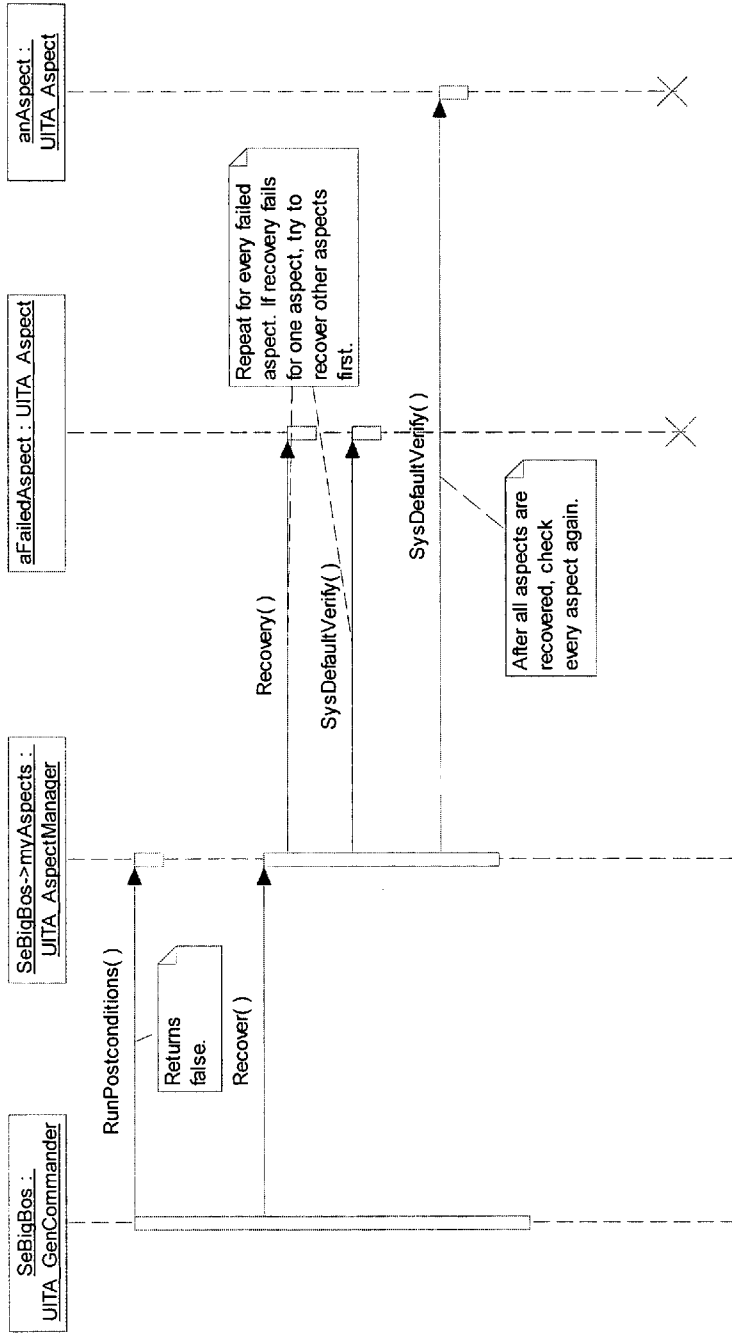 SeBigBos :
UITA_GenCommander
SeBigBos->myAspects :
UITA_AspectManager
aFailedAspect : UITA_Aspect
anAspect :
UITA_Aspect
RunPostconditions( )
Returns
false.
Recover( )
Recovery( )
Repeat for every failed
aspect. If recovery fails
for one aspect, try to
recover other aspects
first.
SysDefaultVerify( )
SysDefaultVerify( )
After all aspects are
recovered, check
every aspect again.